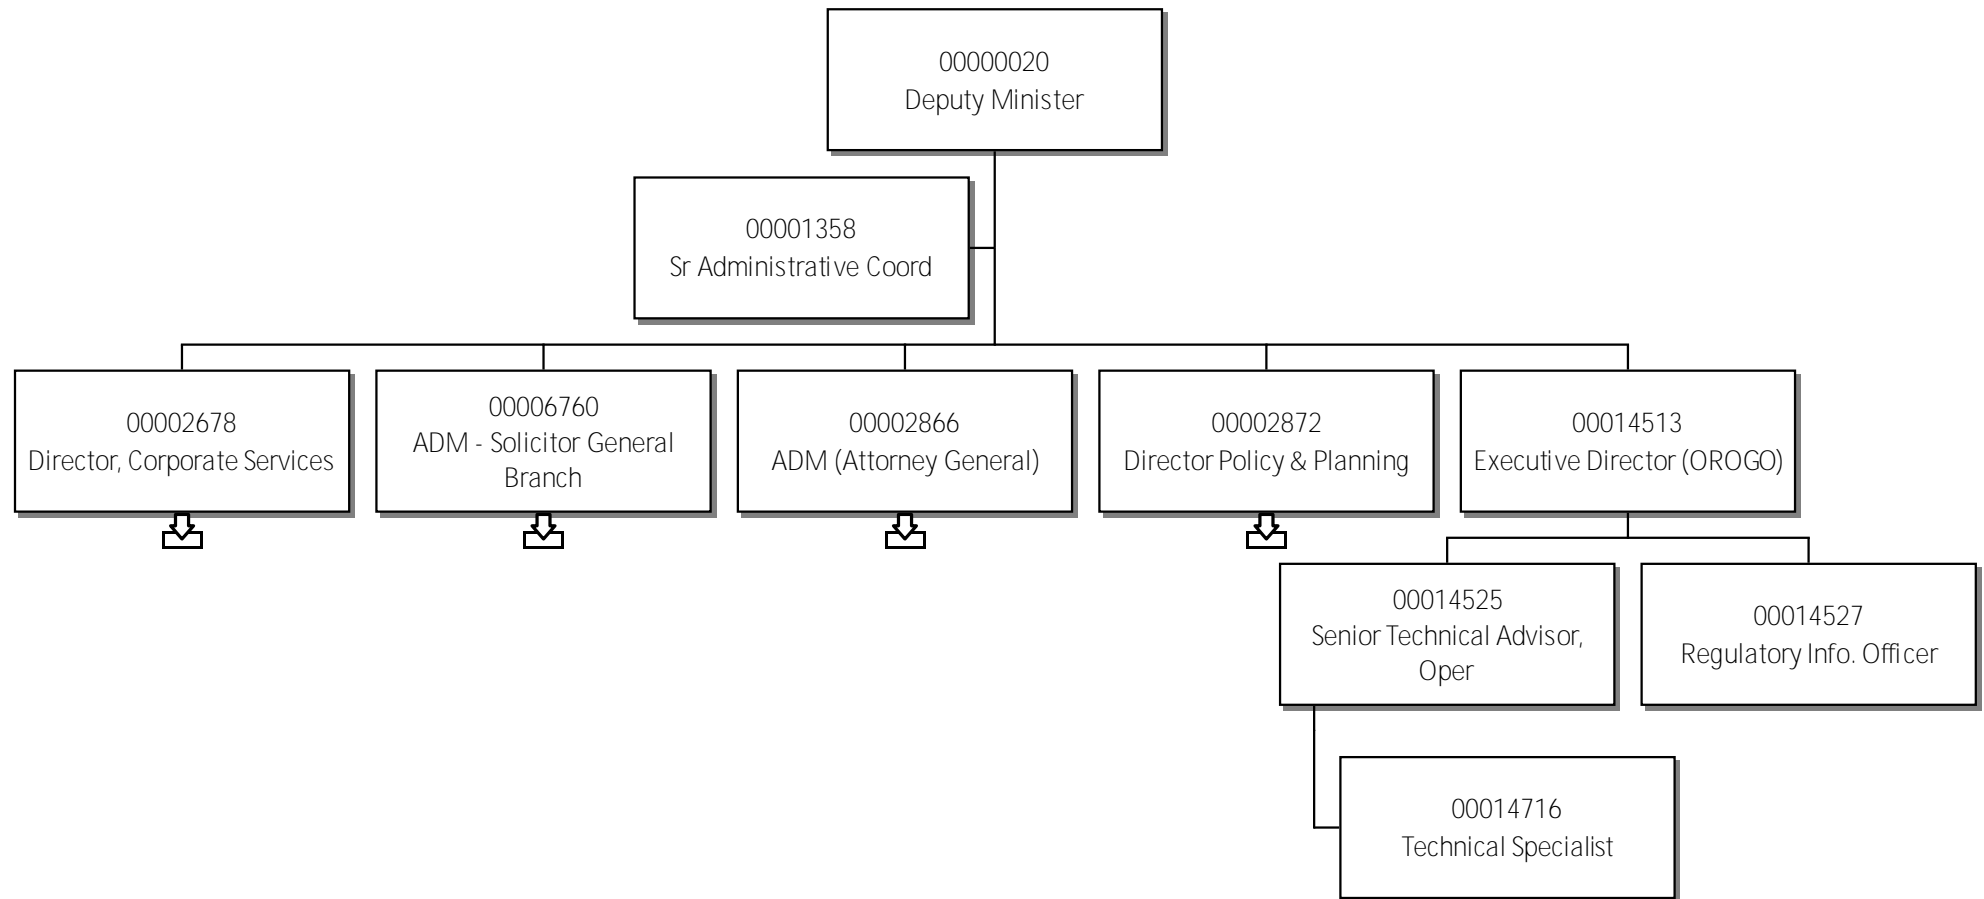 00000020
Deputy Minister
00001358
Sr Administrative Coord
00002678
Director, Corporate Services
00006760
ADM - Solicitor General
Branch
00002866
ADM (Attorney General)
00002872
Director Policy & Planning
00014513
Executive Director (OROGO)
00014525
Senior Technical Advisor,
Oper
00014527
Regulatory Info. Officer
00014716
Technical Specialist